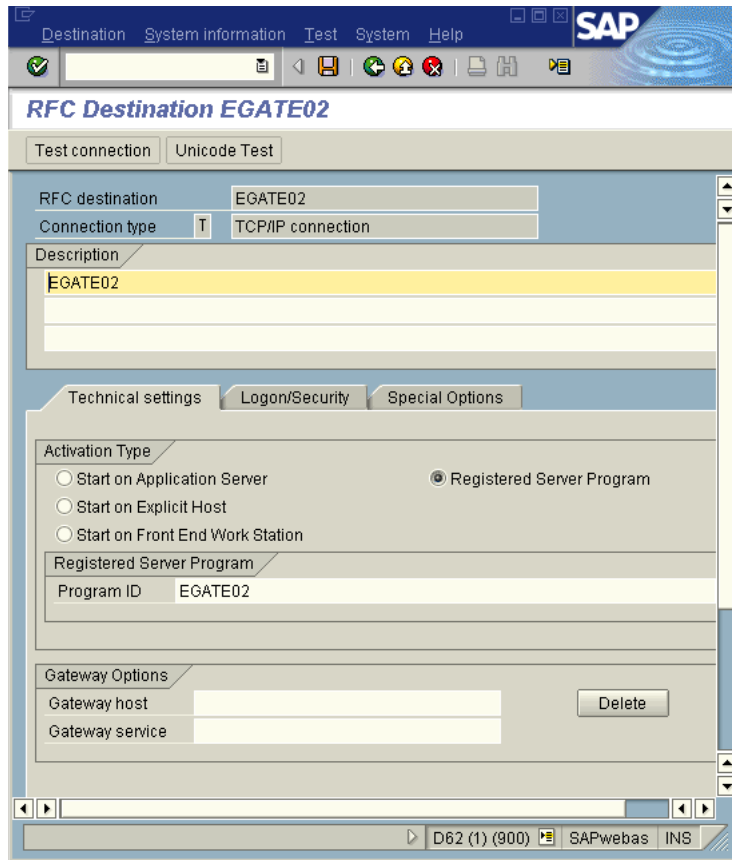 Destination System information Test System Help
SAP
RFC Destination EGATE02
Test connection Unicode Test
RFC destination EGATE02
Connection type T TCP/IP connection
Description
EGATE02
Technical settings Logon/Security Special Options
Activation Type
Start on Application Server Registered Server Program
Start on Explicit Host
Start on Front End Work Station
Registered Server Program
Program ID EGATE02
Gateway Options
Gateway host Delete
Gateway service
D62 (1) (900) SAPwebas INS